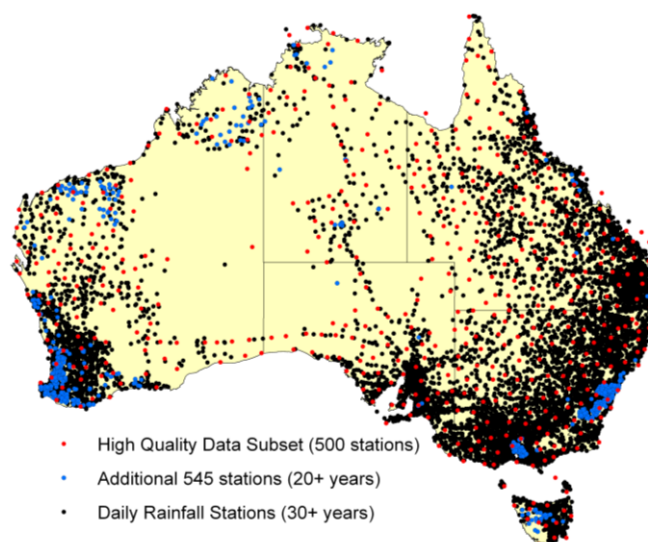 High Quality Data Subset (500 stations)
Additional 545 stations (20+ years)
Daily Rainfall Stations (30+ years)